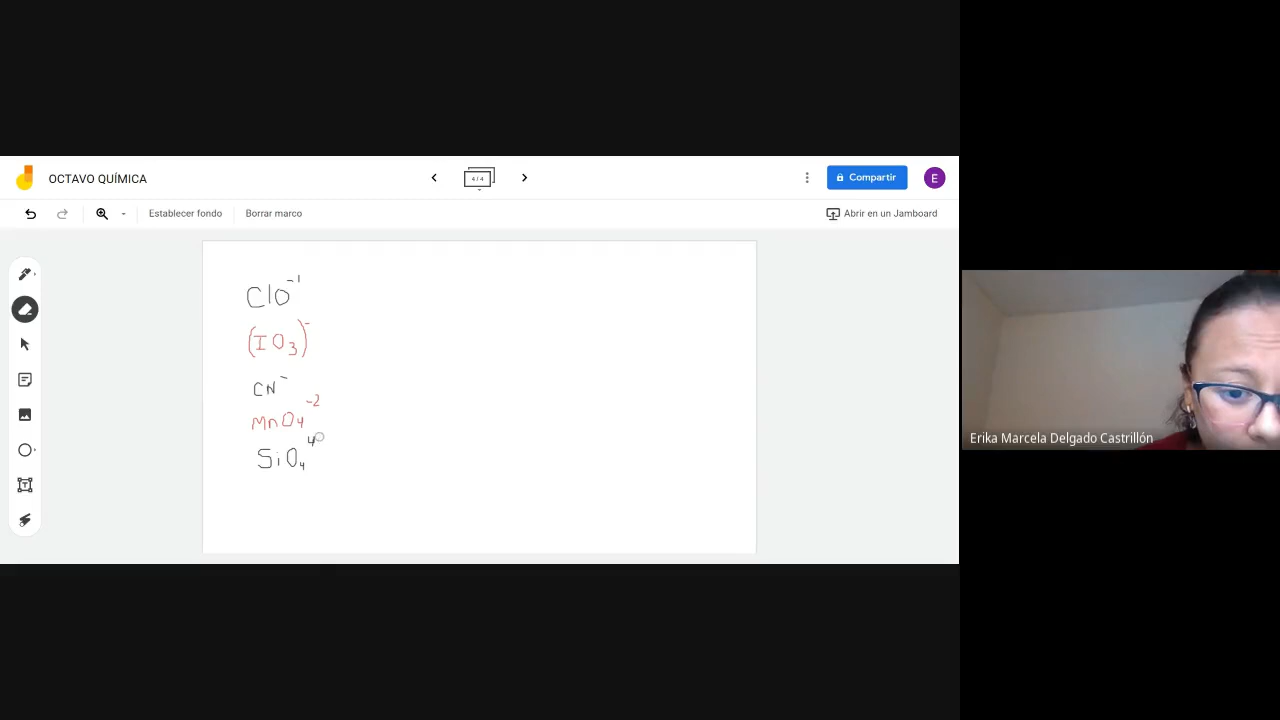 OCTAVO QUÍMICA
4 / 4
Compartir
E
Establecer fondo
Borrar marco
Abrir en un Jamboard
ClO⁻¹
(IO₃)⁻
CN⁻
MnO₄⁻²
SiO₄⁴
Erika Marcela Delgado Castrillón